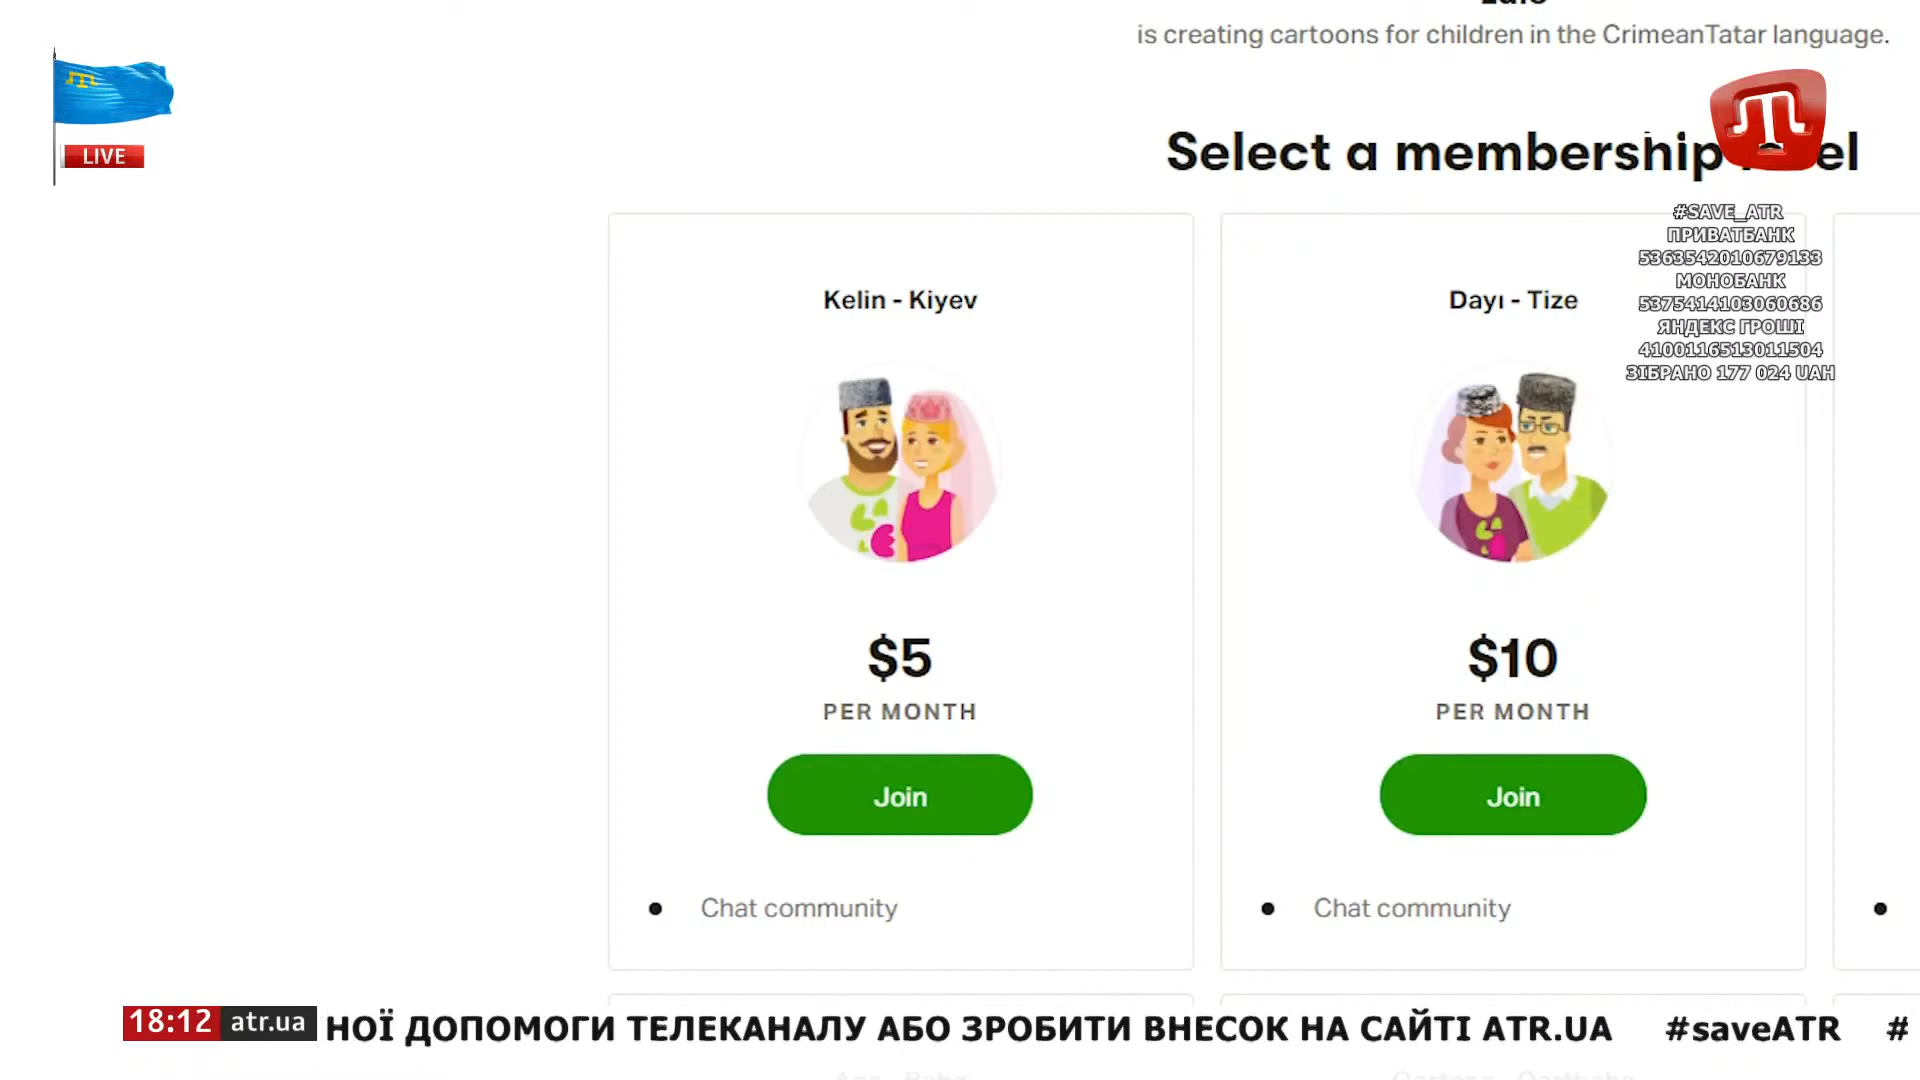 is creating cartoons for children in the CrimeanTatar language.
LIVE
Select a membership
#SAVE_ATR
ПРИВАТБАНК
5363542010679133
МОНОБАНК
5375414103060686
ЯНДЕКС ГРОШІ
4100116513011504
ЗІБРАНО 177 024 UAH
Kelin - Kiyev
Dayı - Tize
$5
PER MONTH
Join
Chat community
$10
PER MONTH
Join
Chat community
18:12 atr.ua НОЇ ДОПОМОГИ ТЕЛЕКАНАЛУ АБО ЗРОБИТИ ВНЕСОК НА САЙТІ ATR.UA #saveATR #